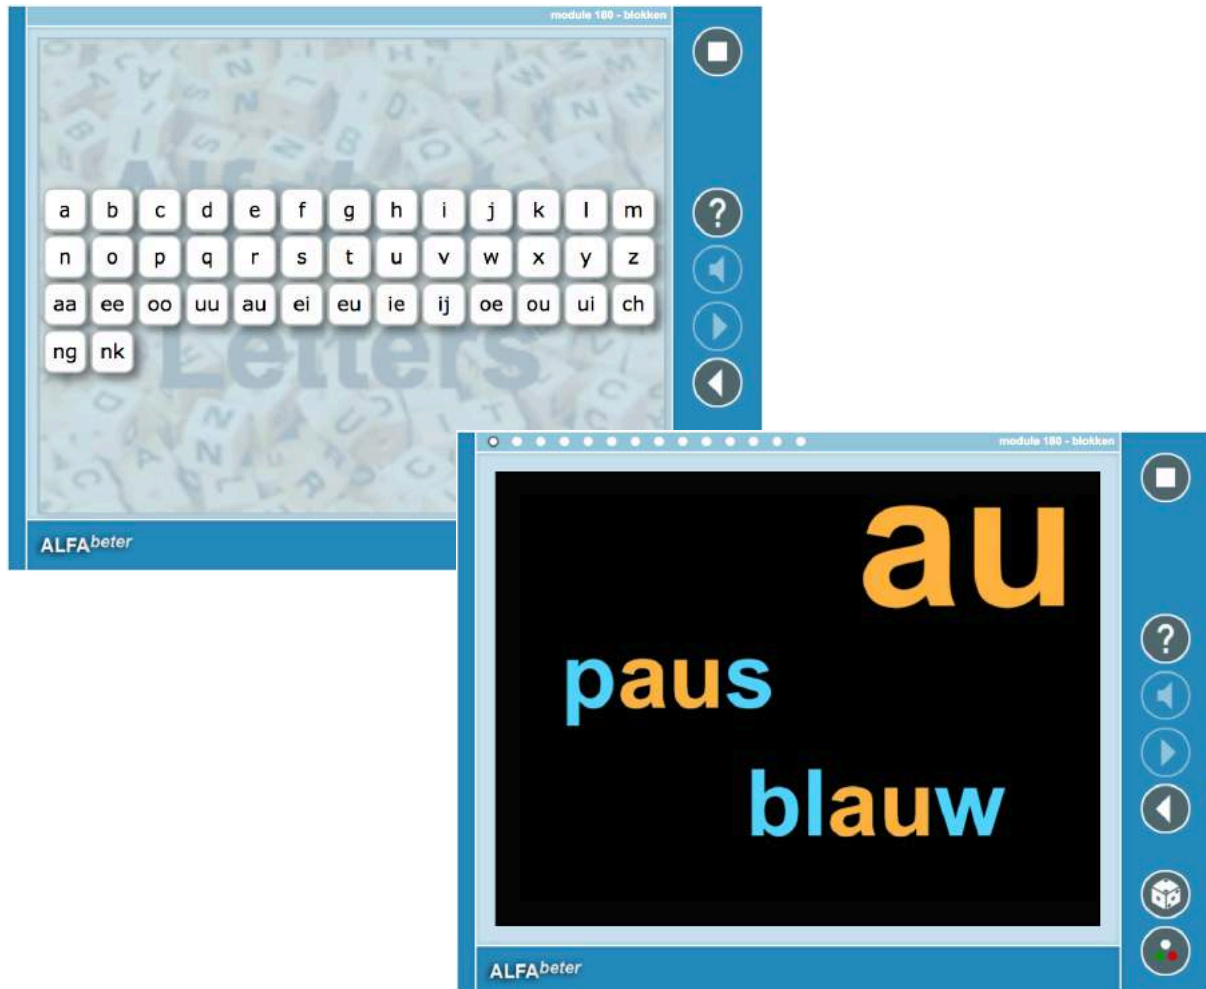 module 180 - blokken
a b c d e f g h i j k l m
n o p q r s t u v w x y z
aa ee oo uu au ei eu ie ij oe ou ui ch
ng nk
Letters
ALFAbeter
module 180 - blokken
au
paus
blauw
ALFAbeter